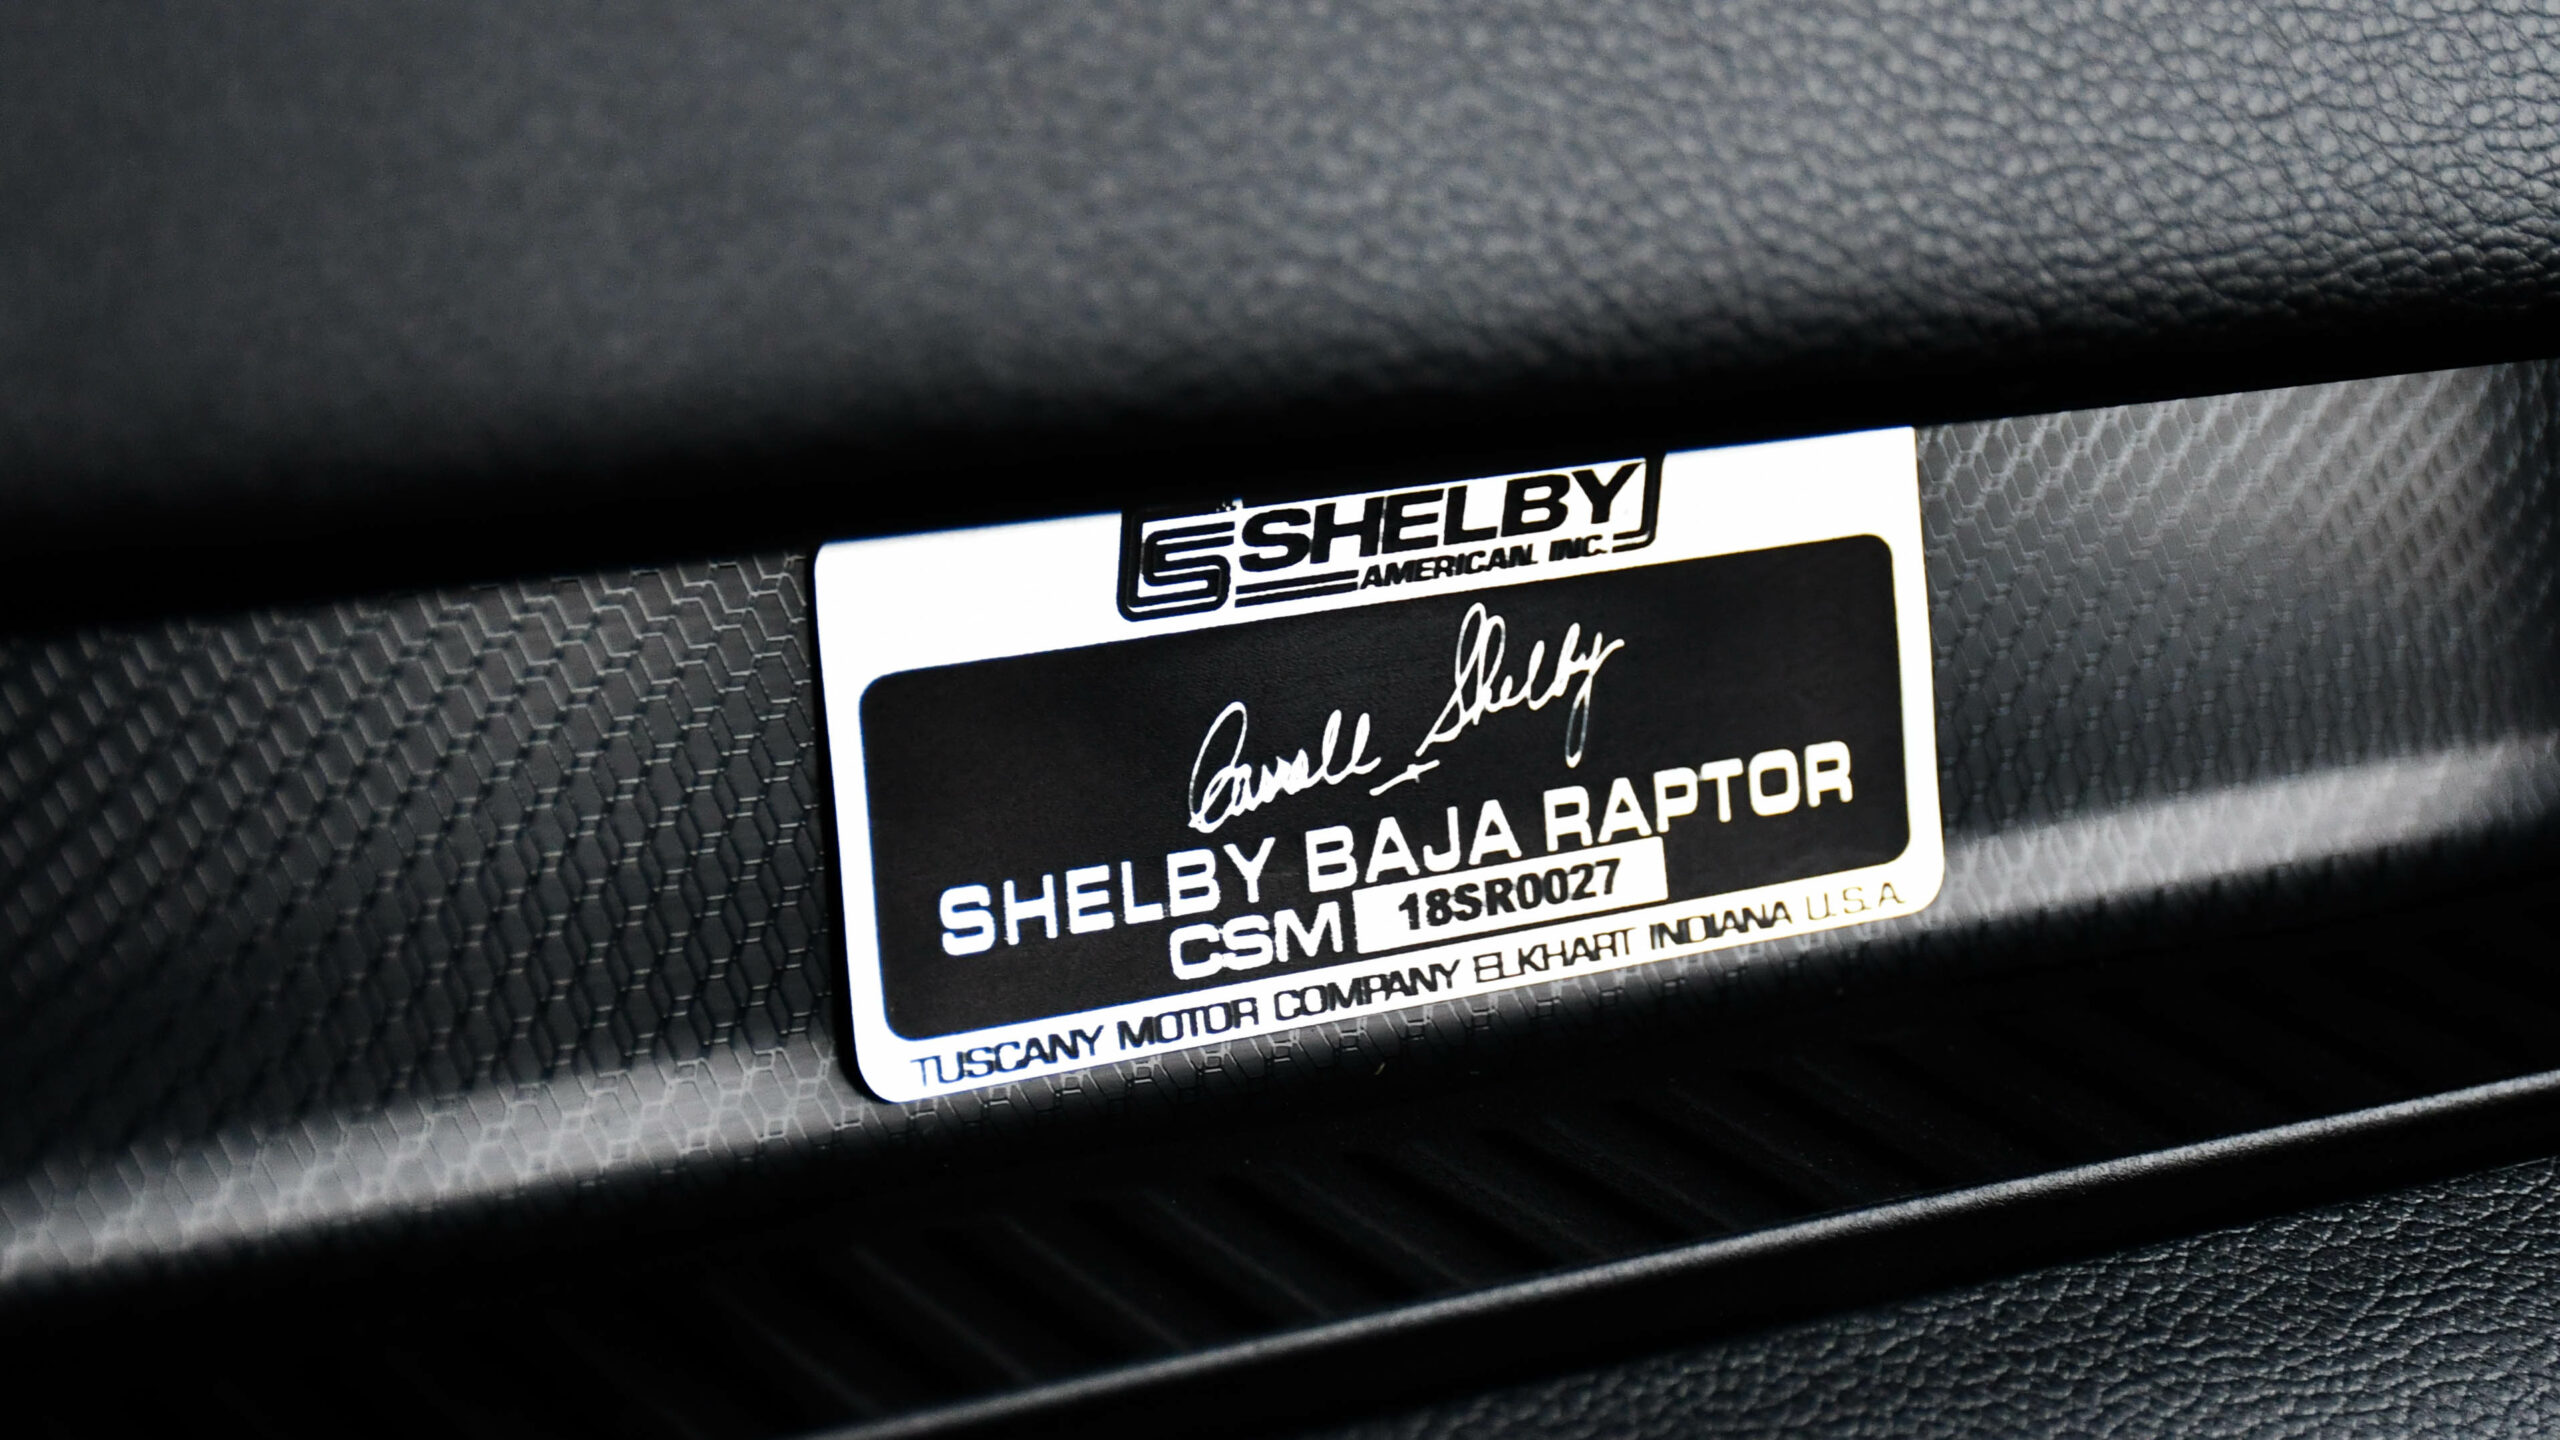 SHELBY
AMERICAN, INC.
Carroll Shelby
SHELBY BAJA RAPTOR
CSM 18SR0027
TUSCANY MOTOR COMPANY ELKHART INDIANA U.S.A.